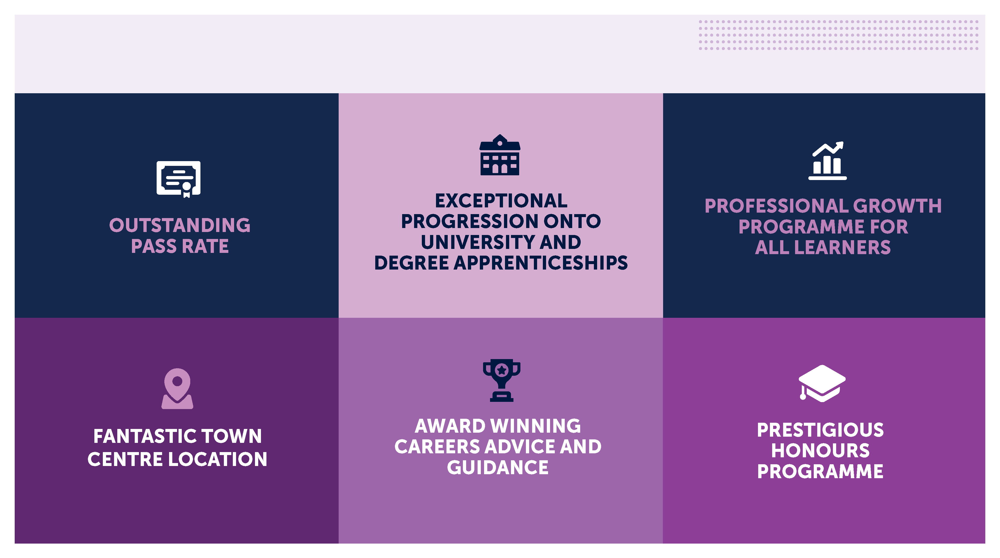 OUTSTANDING
PASS RATE
EXCEPTIONAL
PROGRESSION ONTO
UNIVERSITY AND
DEGREE APPRENTICESHIPS
PROFESSIONAL GROWTH
PROGRAMME FOR
ALL LEARNERS
FANTASTIC TOWN
CENTRE LOCATION
AWARD WINNING
CAREERS ADVICE AND
GUIDANCE
PRESTIGIOUS
HONOURS
PROGRAMME